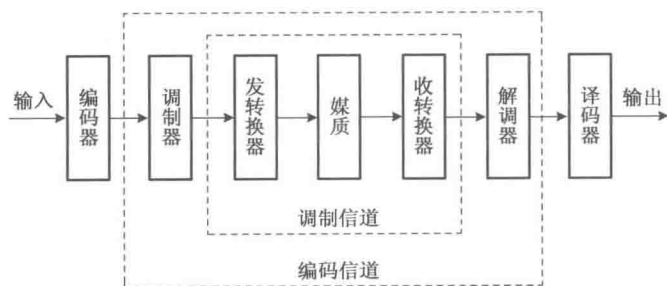 输入
编码器
调制器
发转换器
媒质
收转换器
解调器
译码器
输出
调制信道
编码信道